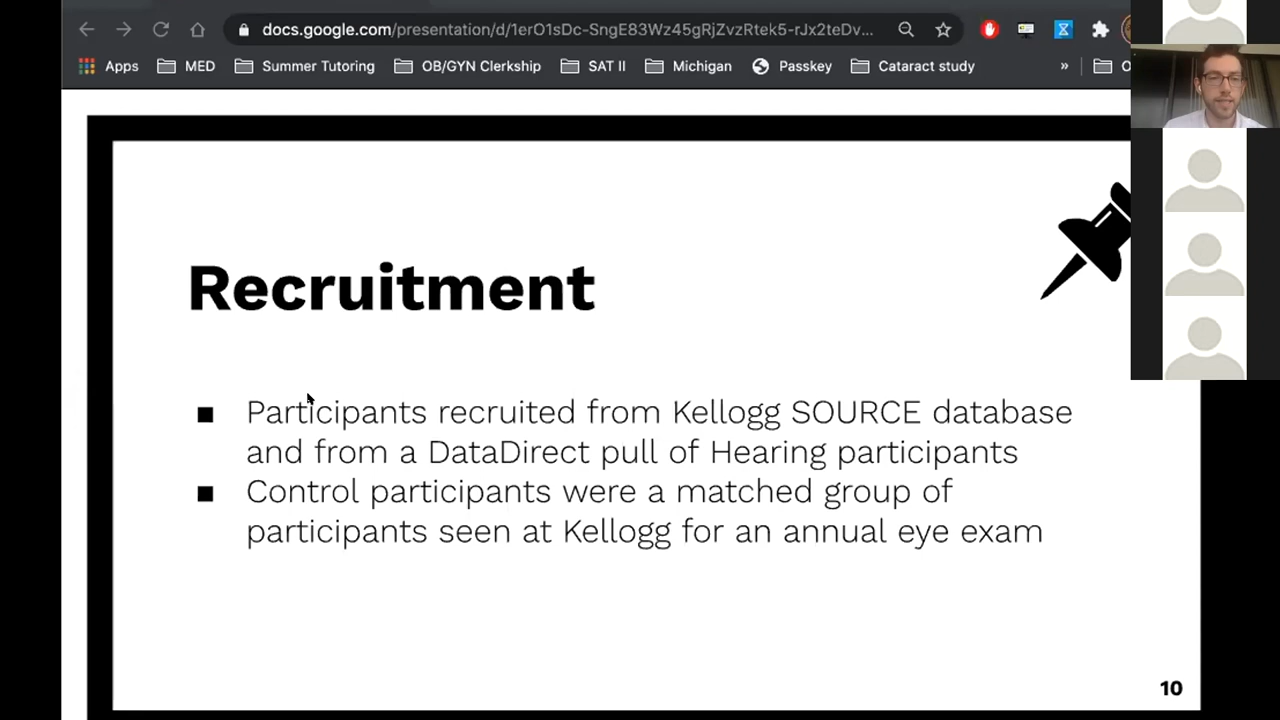 docs.google.com/presentation/d/1erO1sDc-SngE83Wz45gRjZvzRtek5-rJx2teDv...
Apps MED Summer Tutoring OB/GYN Clerkship SAT II Michigan Passkey Cataract study » O
Recruitment
■ Participants recruited from Kellogg SOURCE database
and from a DataDirect pull of Hearing participants
■ Control participants were a matched group of
participants seen at Kellogg for an annual eye exam
10